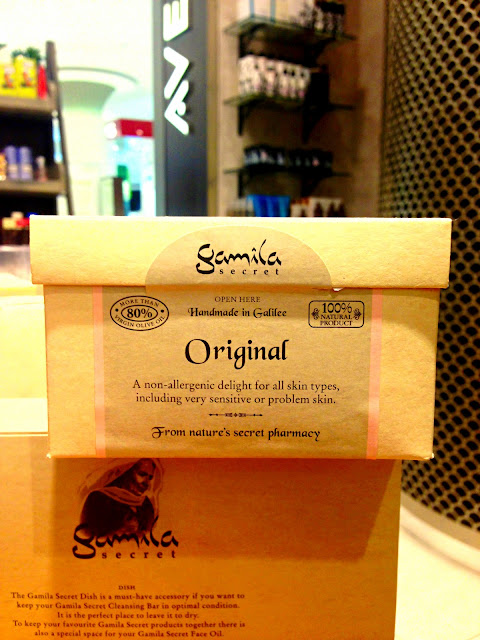 AVE
gamila
secret
OPEN HERE
Handmade in Galilee
MORE THAN
80%
VIRGIN OLIVE OIL
100%
NATURAL
PRODUCT
Original
A non-allergenic delight for all skin types,
including very sensitive or problem skin.
From nature's secret pharmacy
gamila
secret
DISH
The Gamila Secret Dish is a must-have accessory if you want to
keep your Gamila Secret Cleansing Bar in optimal condition.
It is the perfect place to leave it to dry.
To keep your favourite Gamila Secret products together there is
also a special space for your Gamila Secret Face Oil.